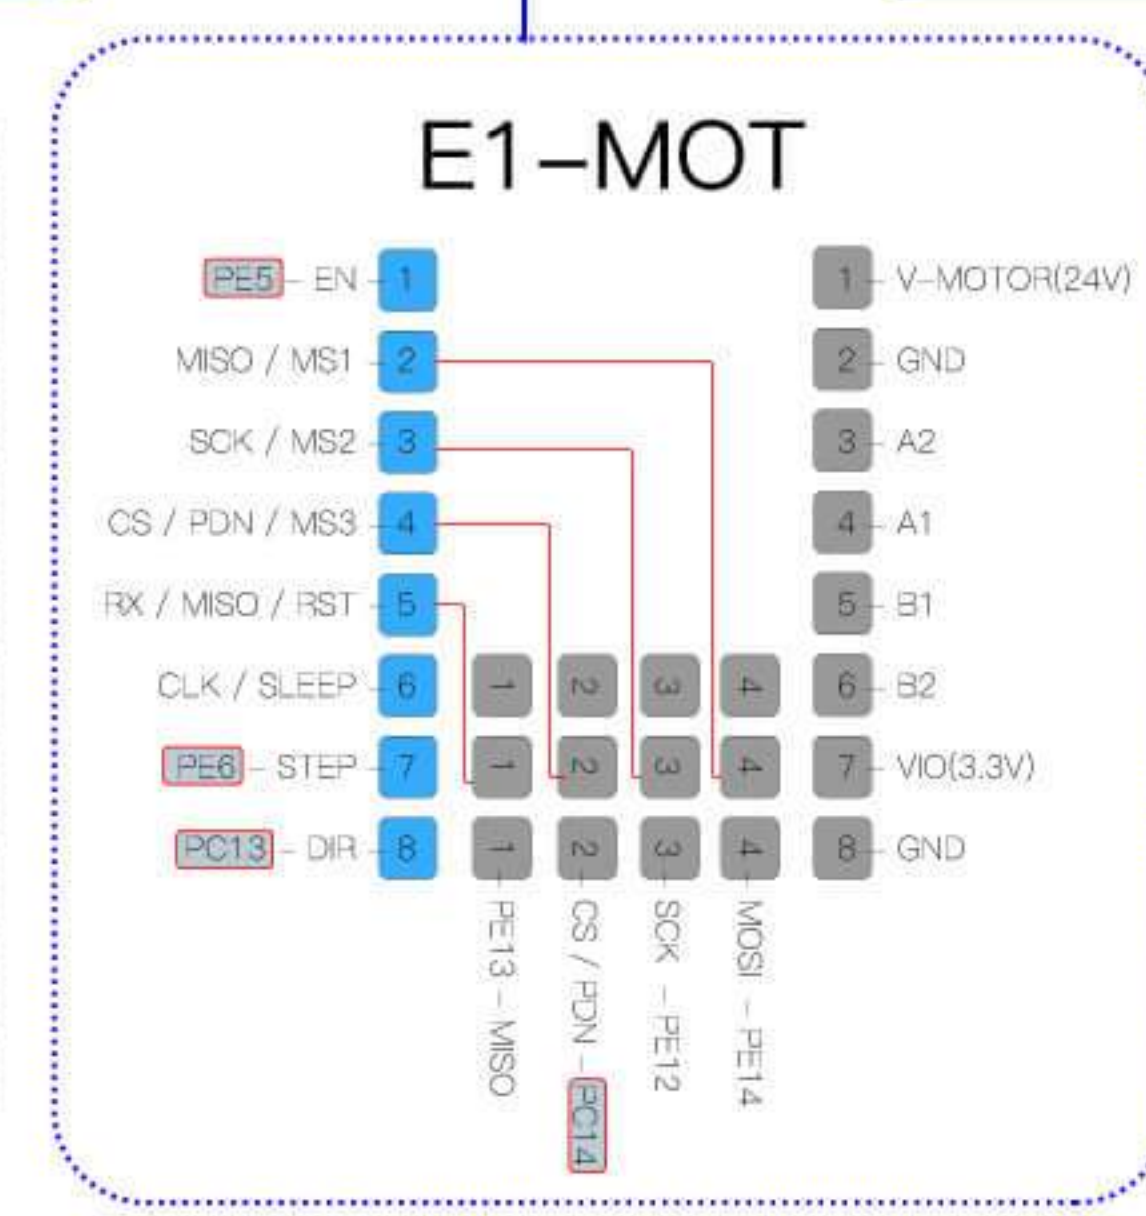 E1-MOT
PE5 - EN - 1
1 - V-MOTOR(24V)
MISO / MS1 - 2
2 - GND
SCK / MS2 - 3
3 - A2
CS / PDN / MS3 - 4
4 - A1
RX / MISO / RST - 5
5 - B1
CLK / SLEEP - 6
1 2 3 4
6 - B2
PE6 - STEP - 7
1 2 3 4
7 - VIO(3.3V)
PC13 - DIR - 8
1 2 3 4
8 - GND
PE13 - MISO
CS / PDN - PC14
SCK - PE12
MOSI - PE14